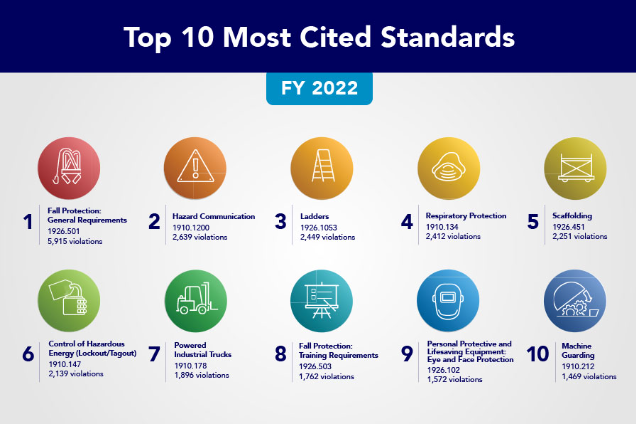 Top 10 Most Cited Standards
FY 2022
1
Fall Protection:
General Requirements
1926.501
5,915 violations
2
Hazard Communication
1910.1200
2,639 violations
3
Ladders
1926.1053
2,449 violations
4
Respiratory Protection
1910.134
2,412 violations
5
Scaffolding
1926.451
2,251 violations
6
Control of Hazardous
Energy (Lockout/Tagout)
1910.147
2,139 violations
7
Powered
Industrial Trucks
1910.178
1,896 violations
8
Fall Protection:
Training Requirements
1926.503
1,762 violations
9
Personal Protective and
Lifesaving Equipment:
Eye and Face Protection
1926.102
1,572 violations
10
Machine
Guarding
1910.212
1,469 violations